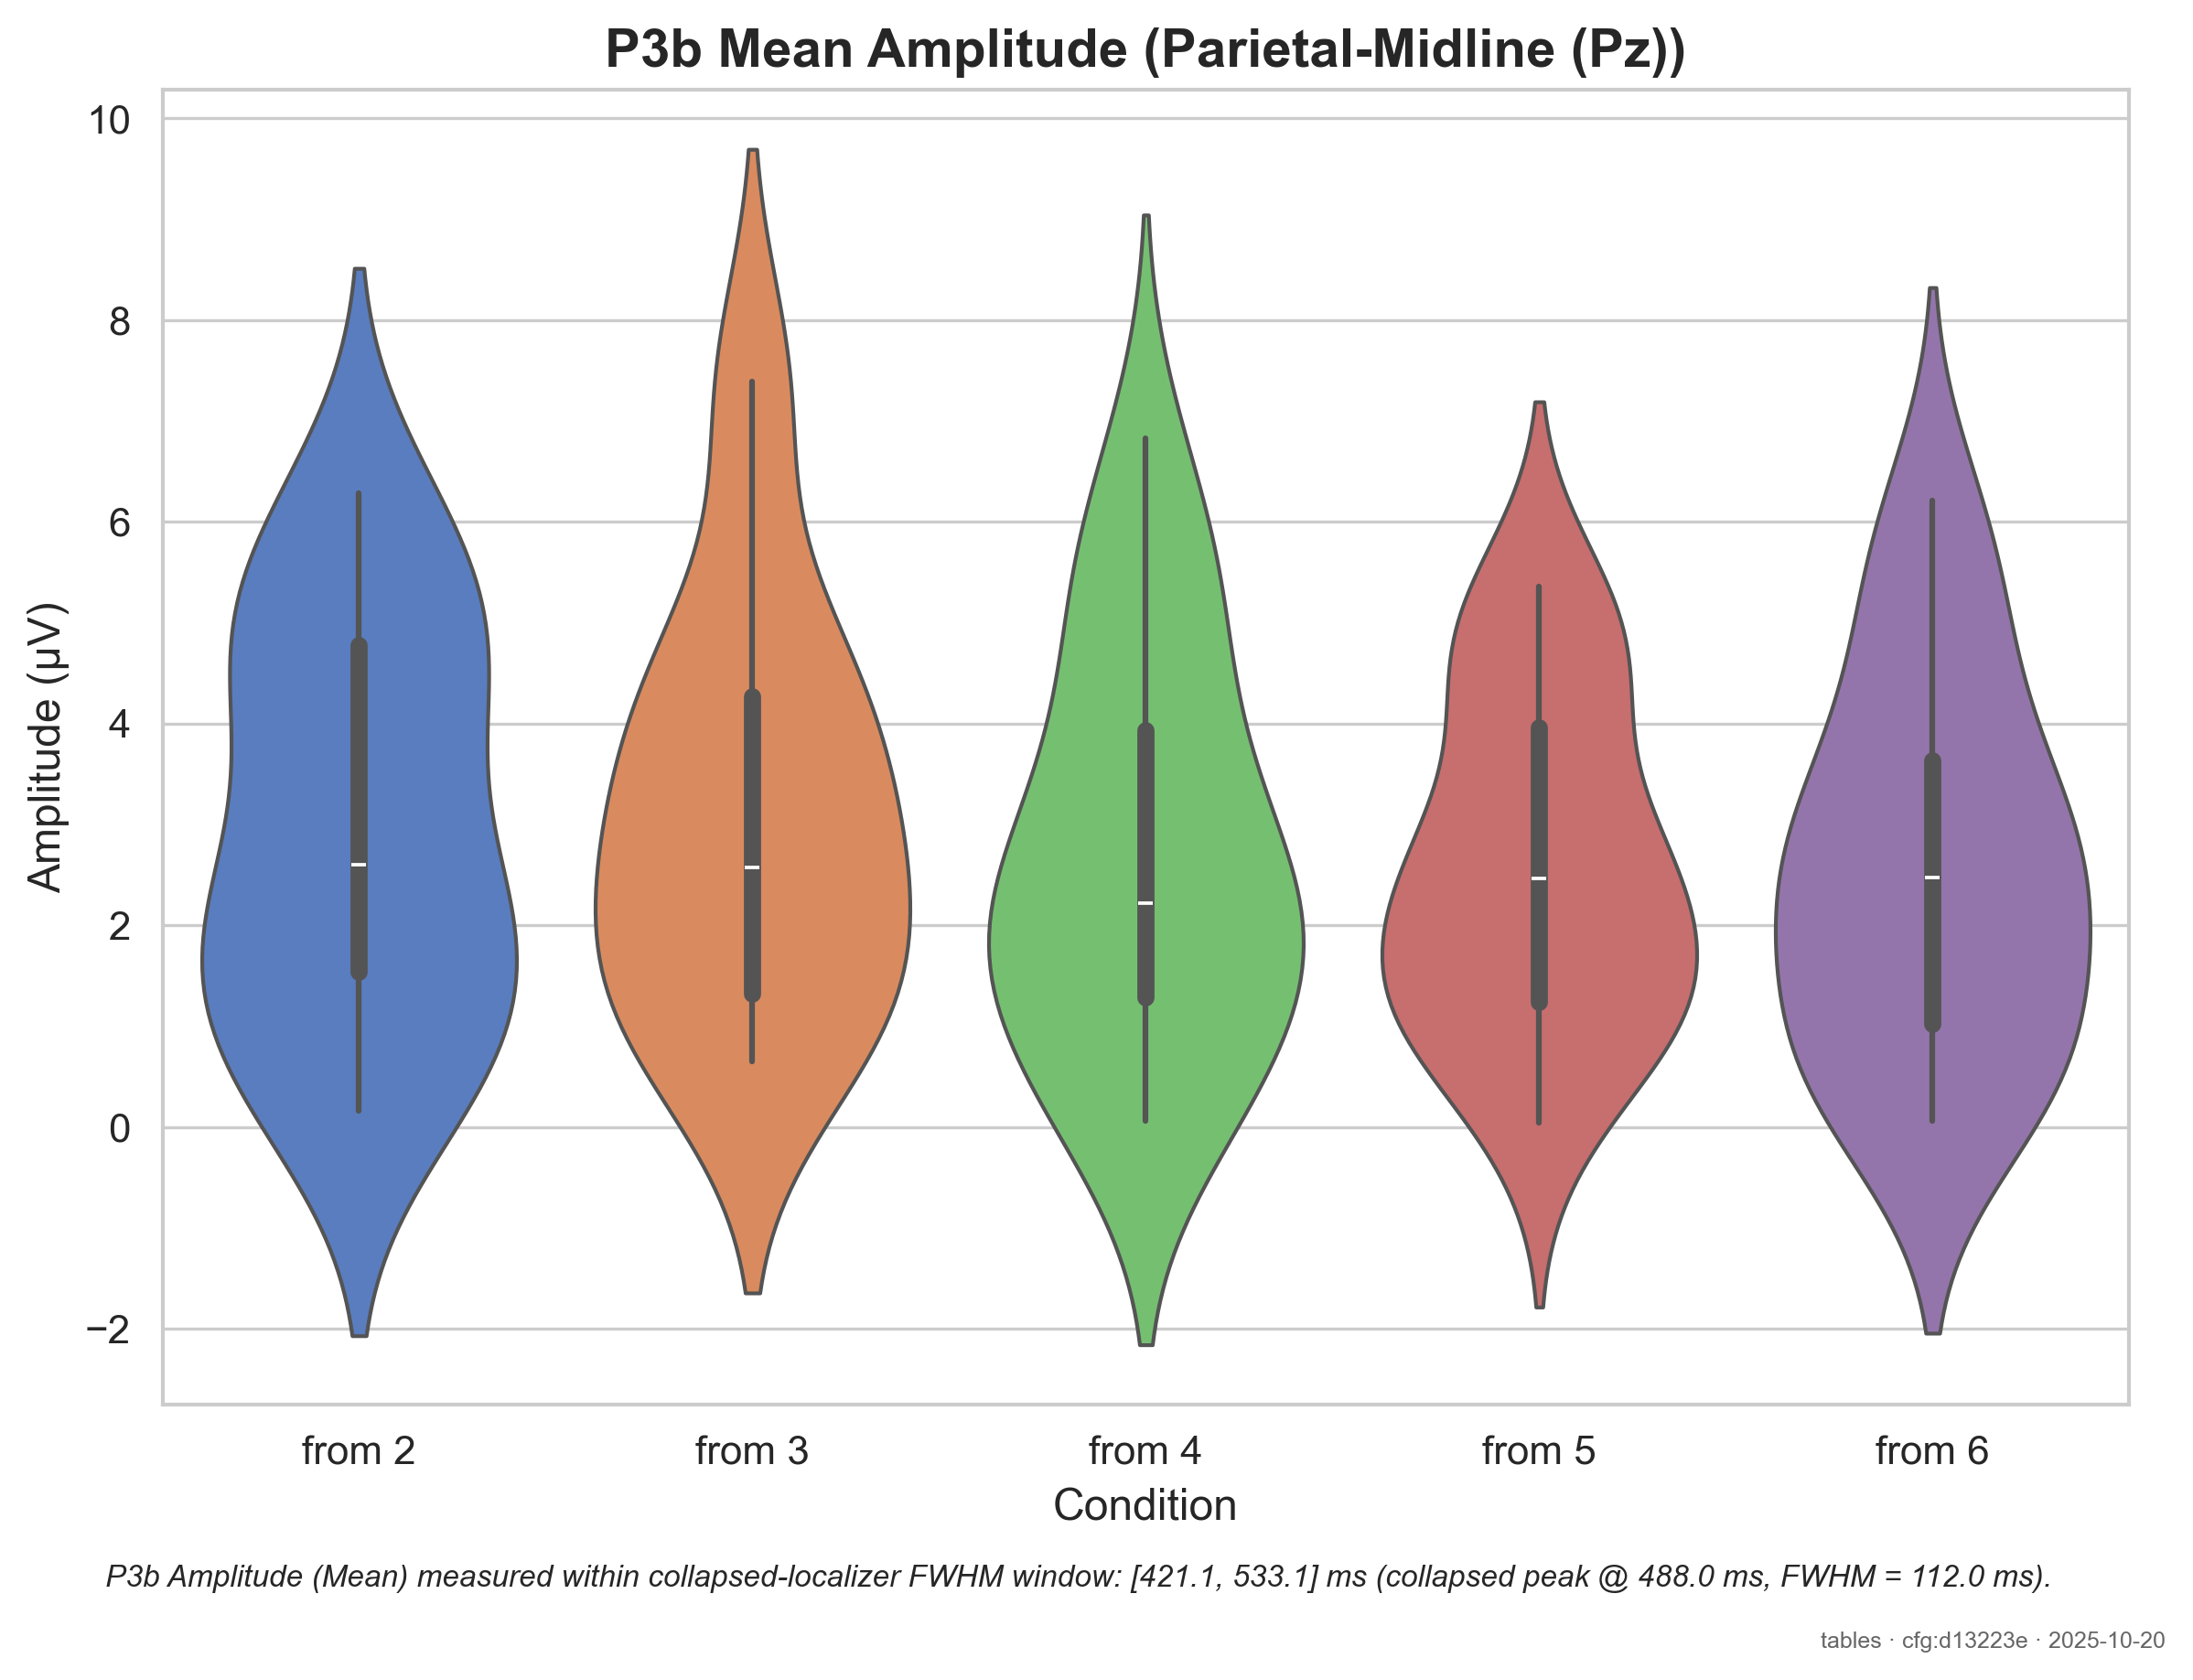 P3b Mean Amplitude (Parietal-Midline (Pz))
10
8
6
4
2
0
−2
Amplitude (µV)
from 2 from 3 from 4 from 5 from 6
Condition
P3b Amplitude (Mean) measured within collapsed-localizer FWHM window: [421.1, 533.1] ms (collapsed peak @ 488.0 ms, FWHM = 112.0 ms).
tables · cfg:d13223e · 2025-10-20